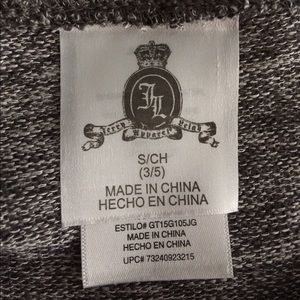 JL
Apparel
S/CH
(3/5)
MADE IN CHINA
HECHO EN CHINA
ESTILO# GT15G105JG
MADE IN CHINA
HECHO EN CHINA
UPC# 73240923215